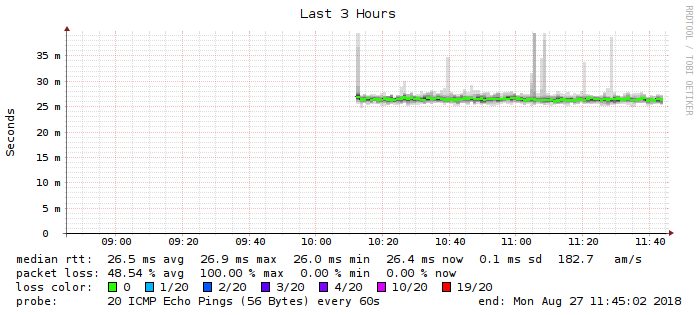 Last 3 Hours
RRDTOOL / TOBI OETIKER
Seconds
35 m
30 m
25 m
20 m
15 m
10 m
5 m
0
09:00 09:20 09:40 10:00 10:20 10:40 11:00 11:20 11:40
median rtt: 26.5 ms avg 26.9 ms max 26.0 ms min 26.4 ms now 0.1 ms sd 182.7 am/s
packet loss: 48.54 % avg 100.00 % max 0.00 % min 0.00 % now
loss color: 0 1/20 2/20 3/20 4/20 10/20 19/20
probe: 20 ICMP Echo Pings (56 Bytes) every 60s end: Mon Aug 27 11:45:02 2018